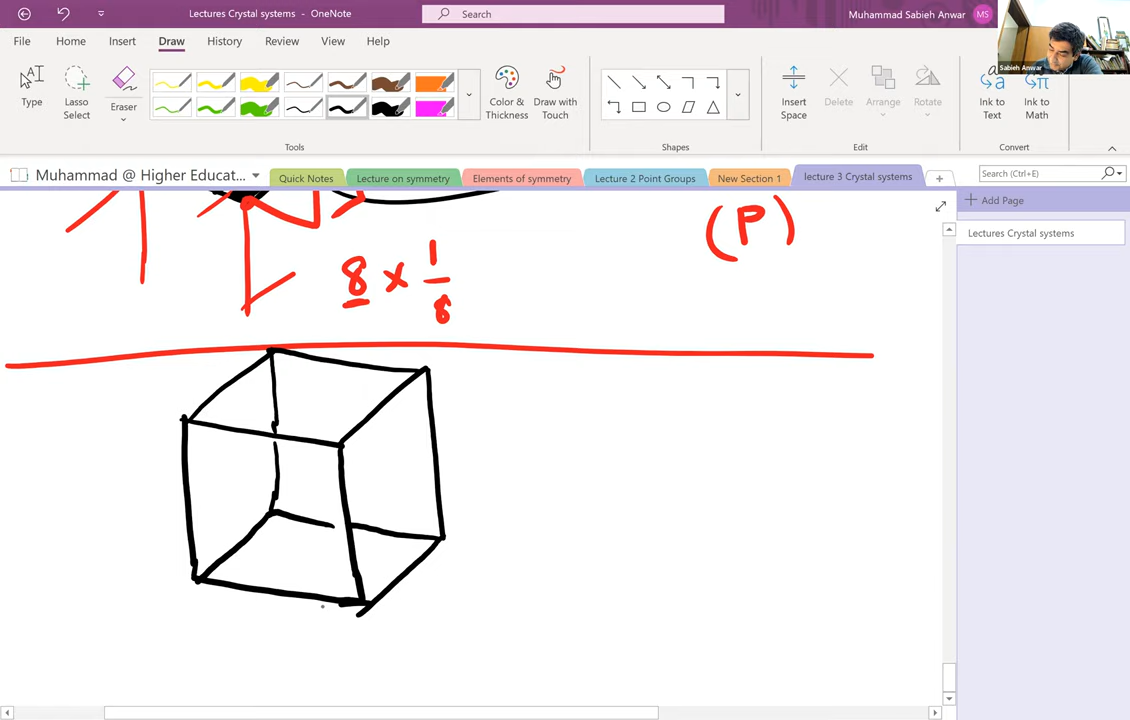 Lectures Crystal systems - OneNote
Search
Muhammad Sabieh Anwar
MS
Sabieh Anwar
File Home Insert Draw History Review View Help
Type
Lasso Select
Eraser
Color & Thickness
Draw with Touch
Insert Space
Delete
Arrange
Rotate
Ink to Text
Ink to Math
Tools
Shapes
Edit
Convert
Muhammad @ Higher Educat...
Quick Notes
Lecture on symmetry
Elements of symmetry
Lecture 2 Point Groups
New Section 1
lecture 3 Crystal systems
Search (Ctrl+E)
Add Page
Lectures Crystal systems
(P)
8 x 1/8